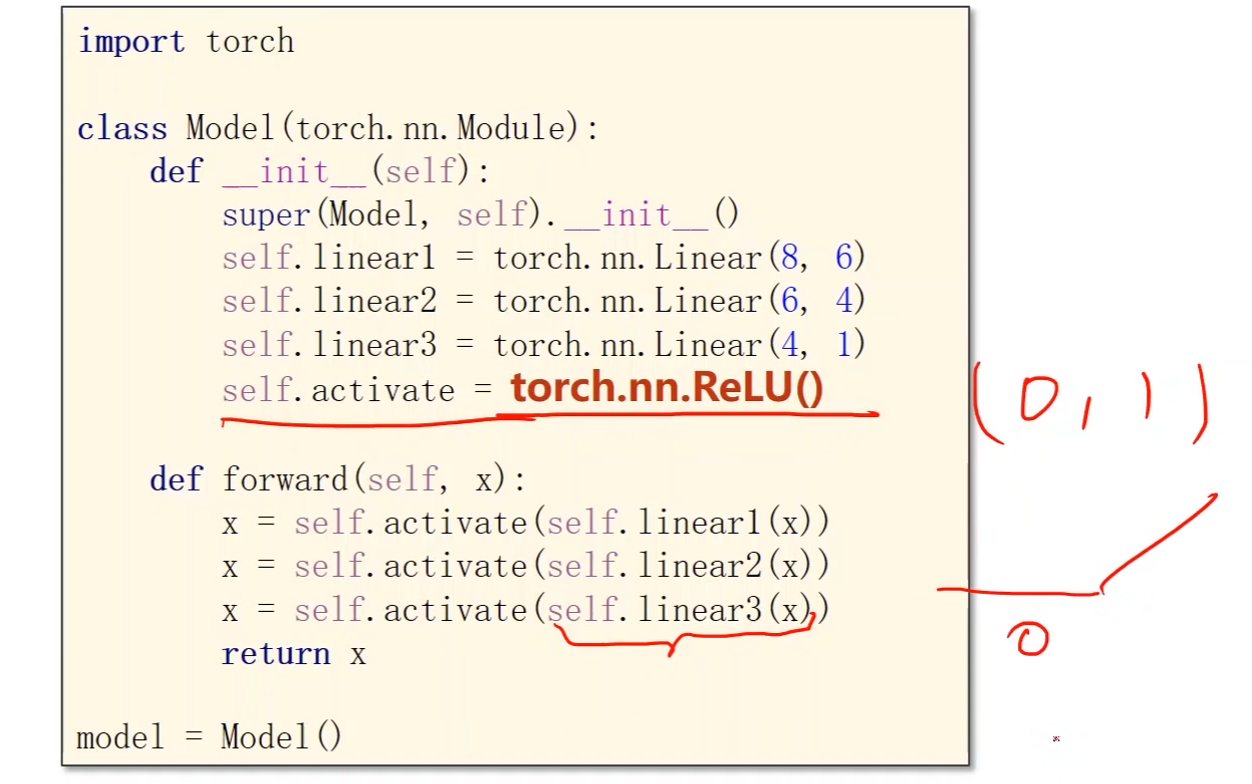 import torch
class Model(torch.nn.Module):
    def __init__(self):
        super(Model, self).__init__()
        self.linear1 = torch.nn.Linear(8, 6)
        self.linear2 = torch.nn.Linear(6, 4)
        self.linear3 = torch.nn.Linear(4, 1)
        self.activate = torch.nn.ReLU()
(0, 1)
    def forward(self, x):
        x = self.activate(self.linear1(x))
        x = self.activate(self.linear2(x))
        x = self.activate(self.linear3(x))
0
        return x
model = Model()